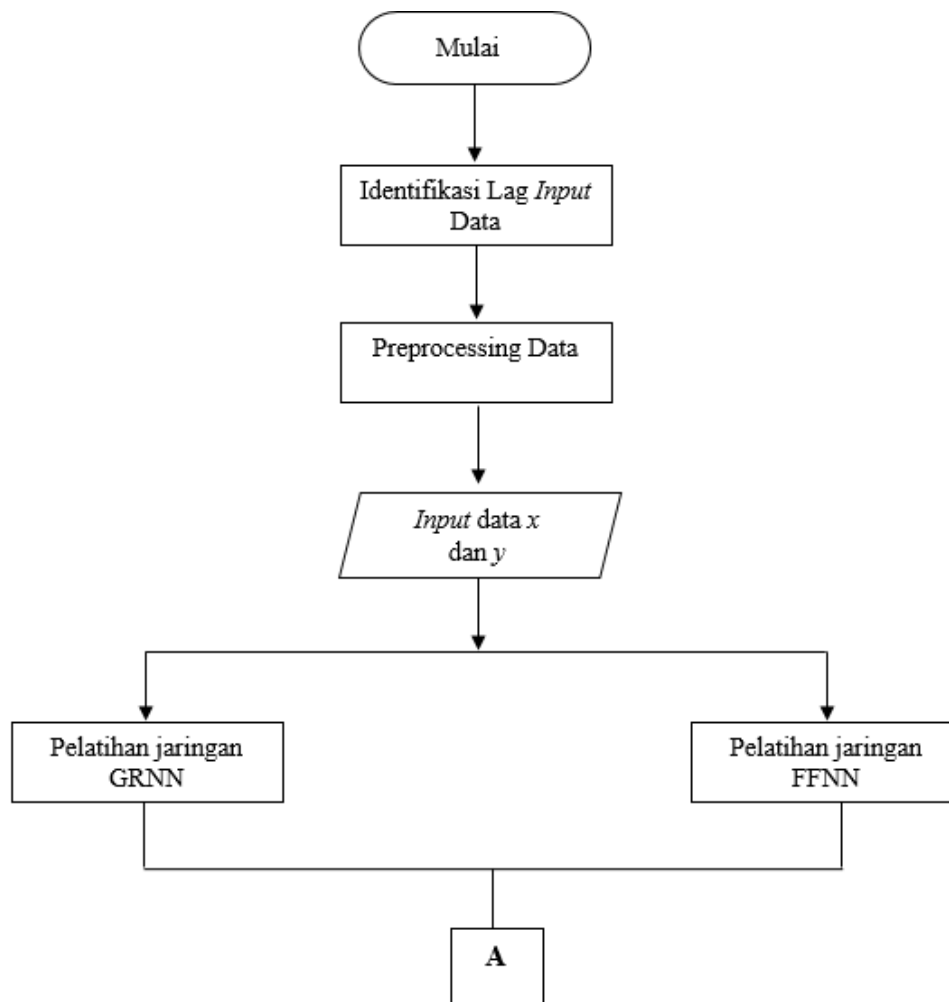 Mulai
Identifikasi Lag Input
Data
Preprocessing Data
Input data x
dan y
Pelatihan jaringan
GRNN
Pelatihan jaringan
FFNN
A